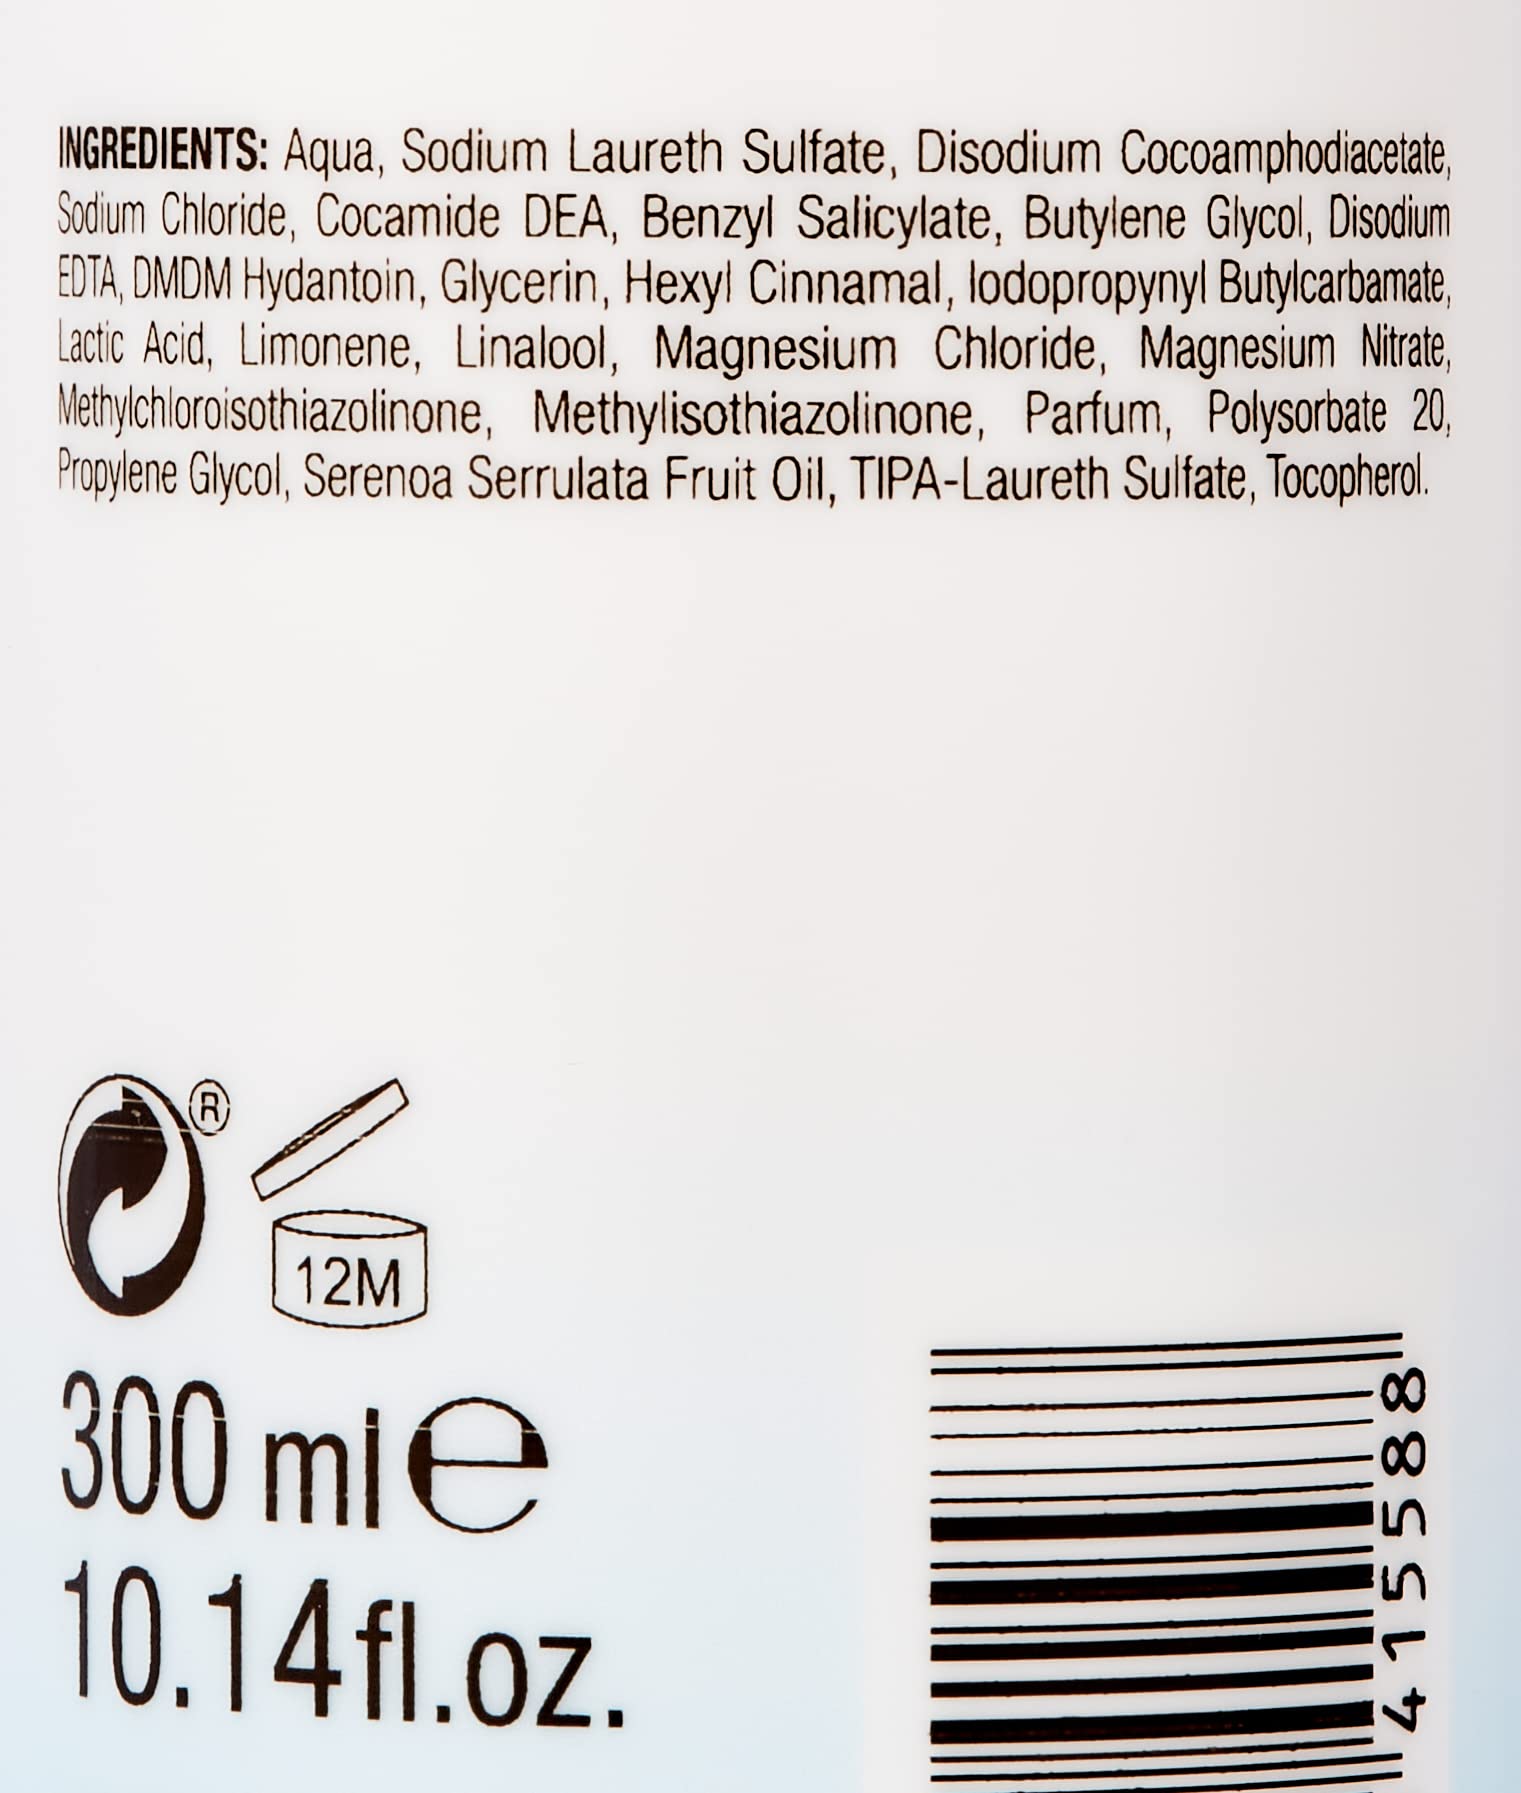 INGREDIENTS: Aqua, Sodium Laureth Sulfate, Disodium Cocoamphodiacetate,
Sodium Chloride, Cocamide DEA, Benzyl Salicylate, Butylene Glycol, Disodium
EDTA, DMDM Hydantoin, Glycerin, Hexyl Cinnamal, Iodopropynyl Butylcarbamate,
Lactic Acid, Limonene, Linalool, Magnesium Chloride, Magnesium Nitrate,
Methylchloroisothiazolinone, Methylisothiazolinone, Parfum, Polysorbate 20,
Propylene Glycol, Serenoa Serrulata Fruit Oil, TIPA-Laureth Sulfate, Tocopherol.
®
12M
300 ml e
10.14fl.oz.
415588